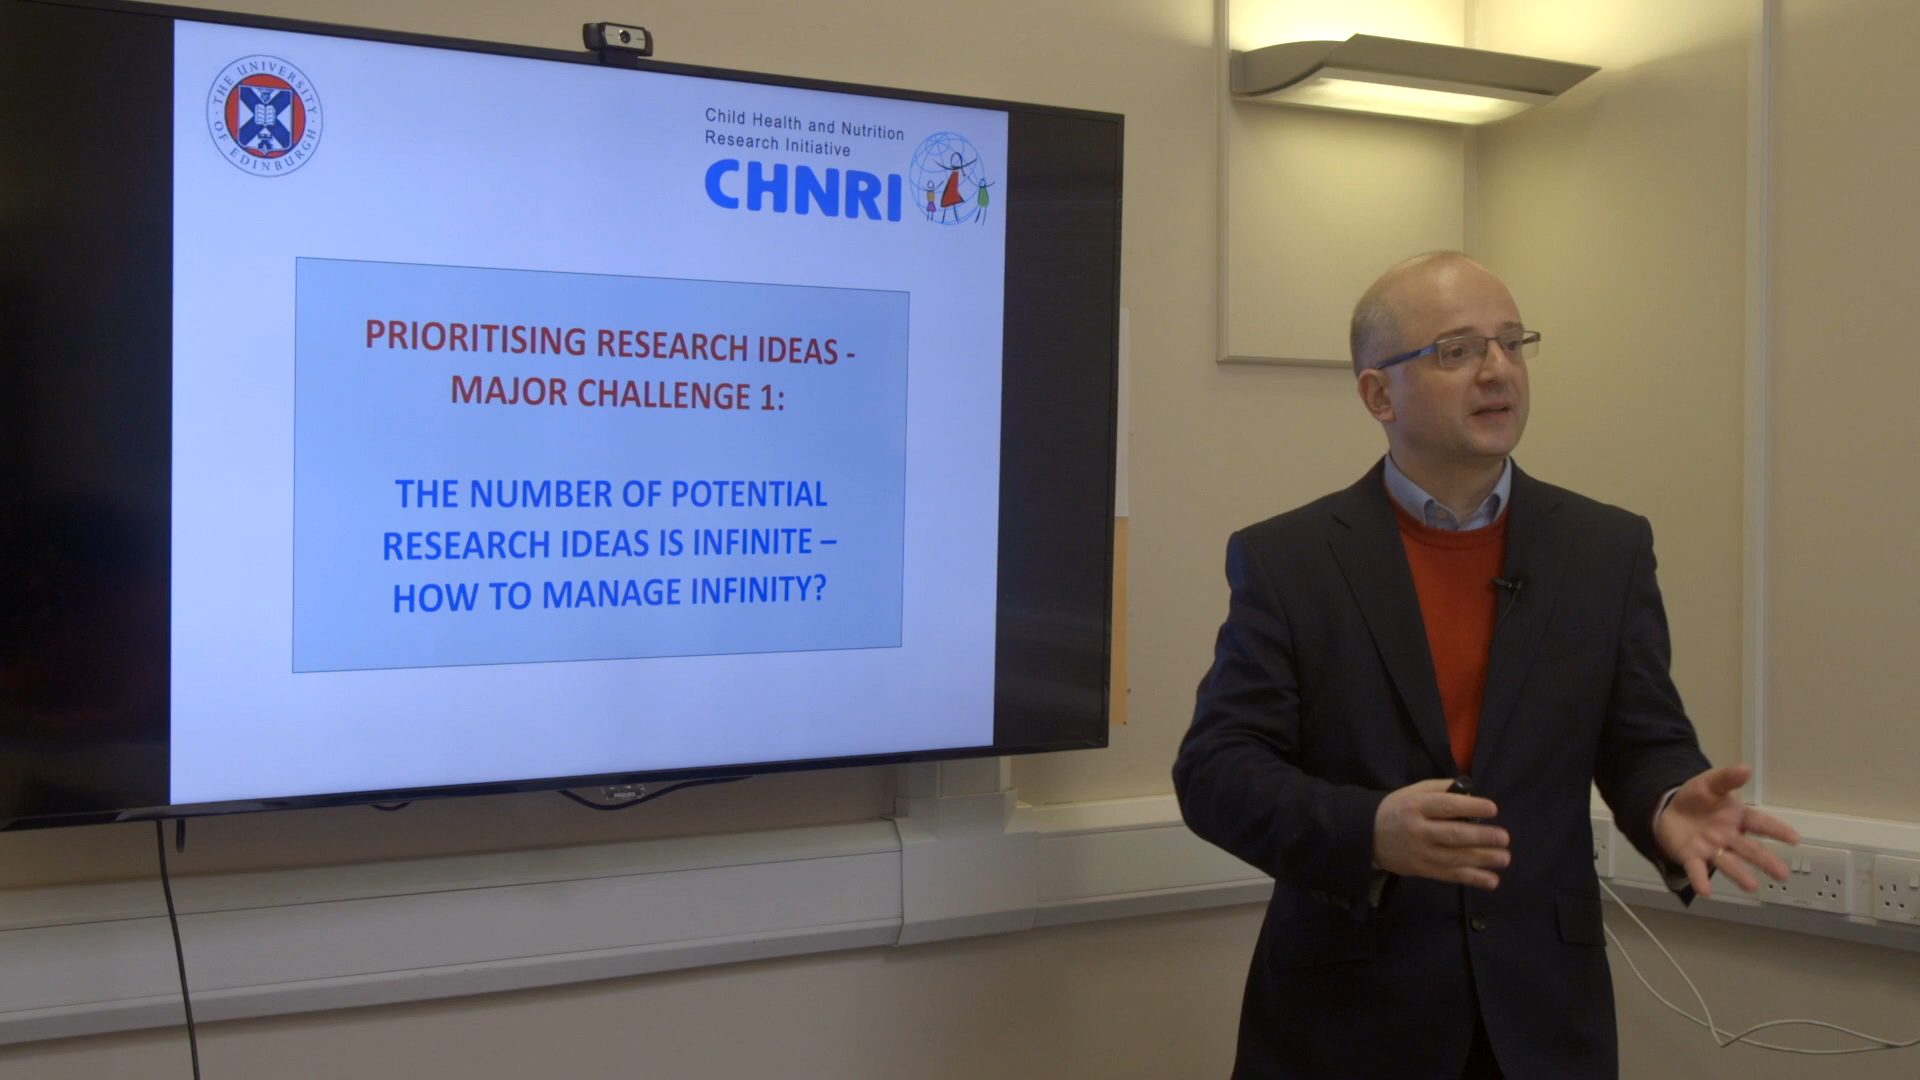 THE UNIVERSITY OF EDINBURGH
Child Health and Nutrition
Research Initiative
CHNRI
PRIORITISING RESEARCH IDEAS -
MAJOR CHALLENGE 1:
THE NUMBER OF POTENTIAL
RESEARCH IDEAS IS INFINITE –
HOW TO MANAGE INFINITY?
PHILIPS